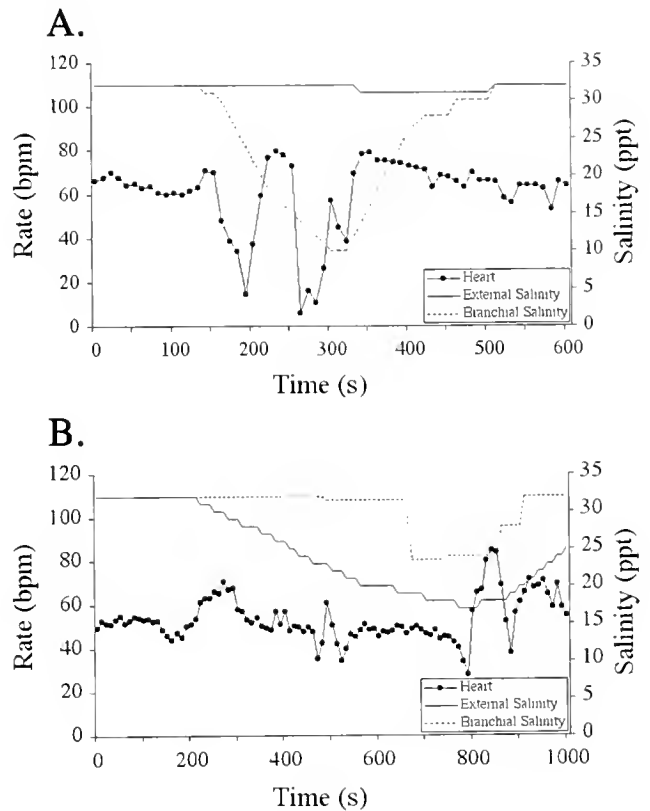 A.
120
100
80
60
40
20
0
Rate (bpm)
35
30
25
20
15
10
5
0
Salinity (ppt)
Heart
External Salinity
Branchial Salinity
0 100 200 300 400 500 600
Time (s)
B.
120
100
80
60
40
20
0
Rate (bpm)
35
30
25
20
15
10
5
0
Salinity (ppt)
Heart
External Salinity
Branchial Salinity
0 200 400 600 800 1000
Time (s)